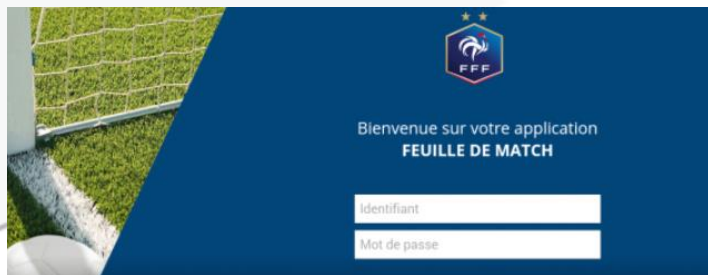 FFF
Bienvenue sur votre application
FEUILLE DE MATCH
Identifiant
Mot de passe